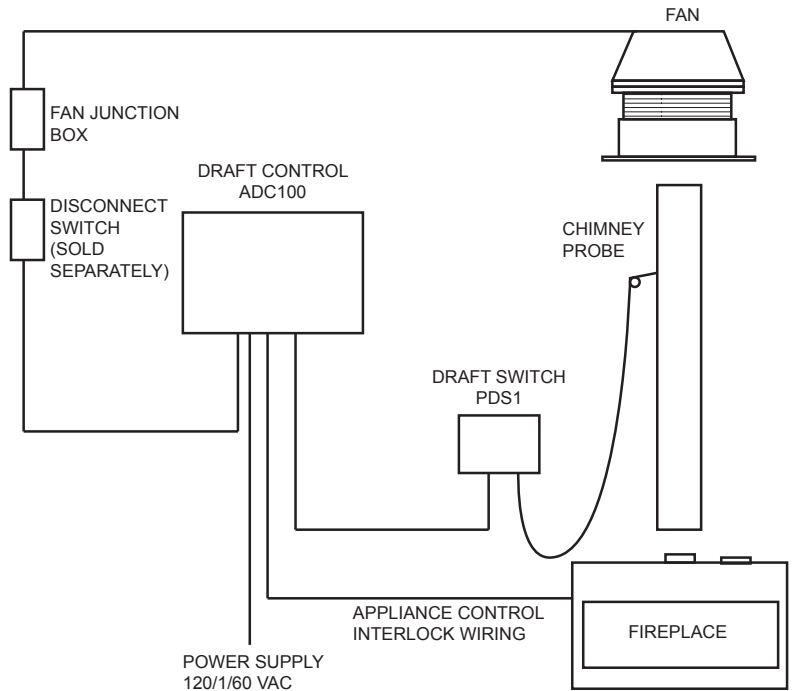 FAN
FAN JUNCTION
BOX
DRAFT CONTROL
ADC100
DISCONNECT
SWITCH
(SOLD
SEPARATELY)
CHIMNEY
PROBE
DRAFT SWITCH
PDS1
APPLIANCE CONTROL
INTERLOCK WIRING
FIREPLACE
POWER SUPPLY
120/1/60 VAC